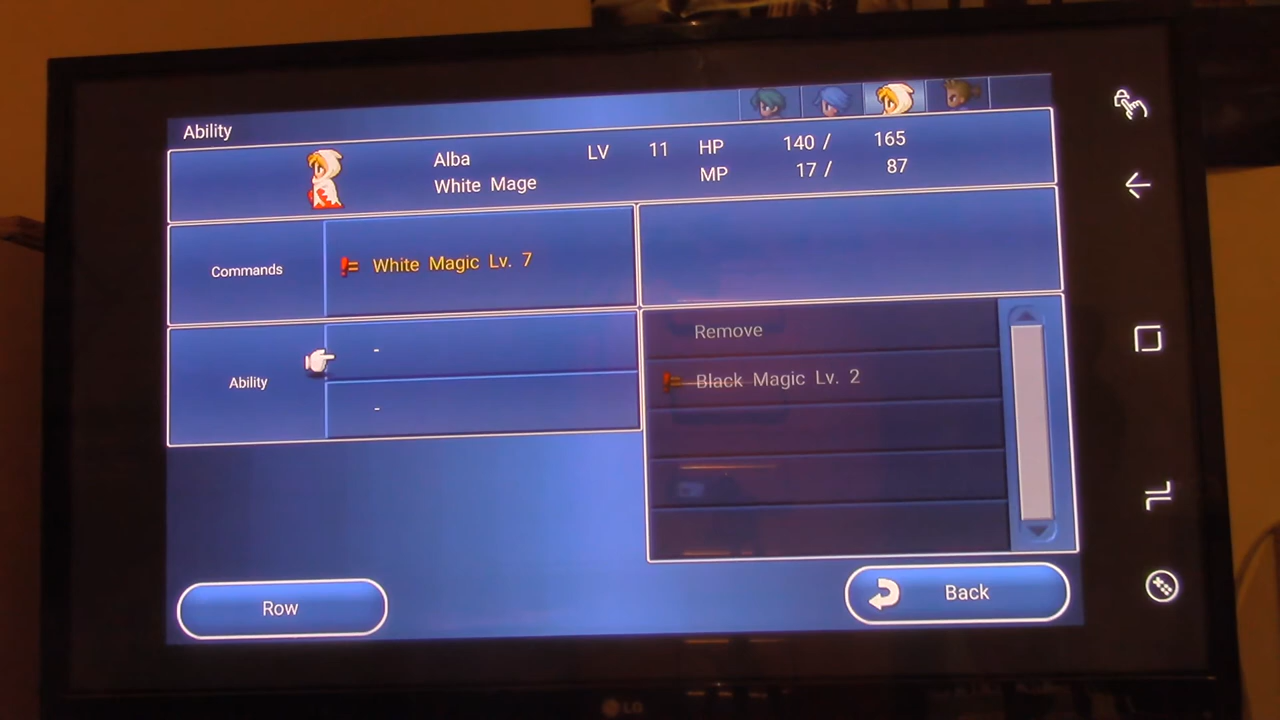 Ability
Alba LV 11 HP 140 / 165
White Mage MP 17 / 87
Commands White Magic Lv. 7
Ability -
-
Remove
Black Magic Lv. 2
Row
Back
LG